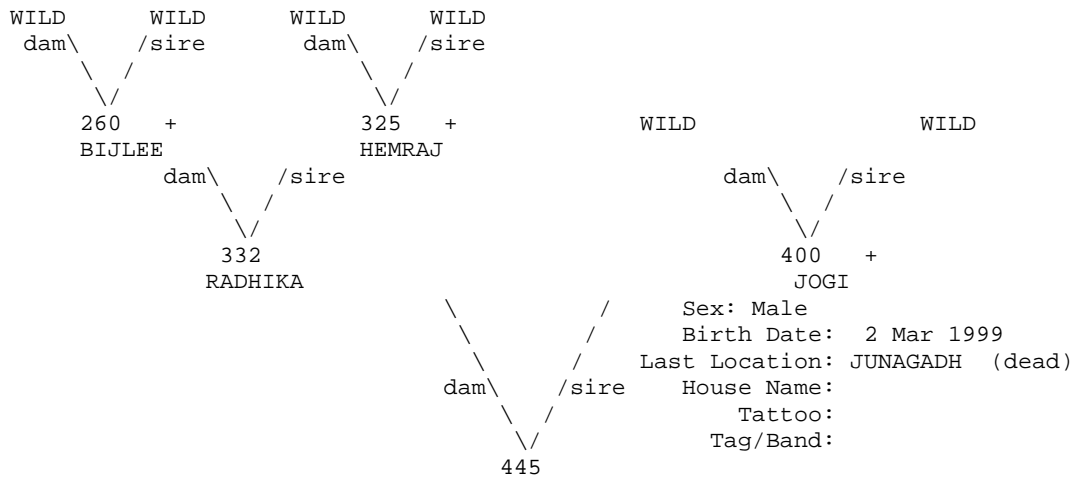 WILD WILD WILD WILD
dam\ /sire dam\ /sire
\ / \ /
\/ \/
260 + 325 + WILD WILD
BIJLEE HEMRAJ
dam\ /sire dam\ /sire
\ / \ /
\/ \/
332 400 +
RADHIKA JOGI
\ / Sex: Male
\ / Birth Date: 2 Mar 1999
\ / Last Location: JUNAGADH (dead)
dam\ /sire House Name:
\ / Tattoo:
\/ Tag/Band:
445